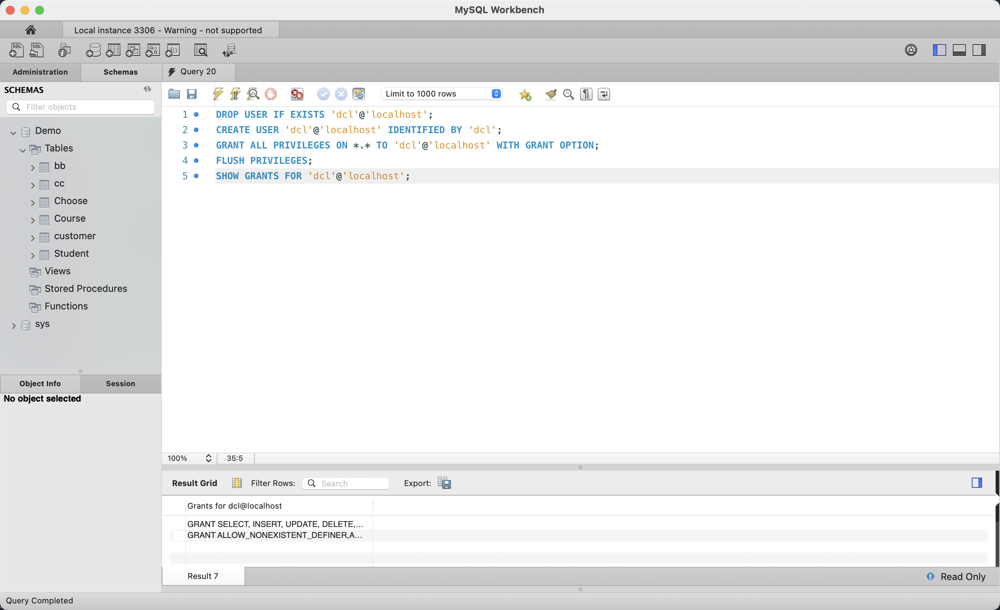 MySQL Workbench
Local instance 3306 - Warning - not supported
Administration
Schemas
Query 20
SCHEMAS
Filter objects
Limit to 1000 rows
Demo
Tables
bb
cc
Choose
Course
customer
Student
Views
Stored Procedures
Functions
sys
1 DROP USER IF EXISTS 'dcl'@'localhost';
2 CREATE USER 'dcl'@'localhost' IDENTIFIED BY 'dcl';
3 GRANT ALL PRIVILEGES ON *.* TO 'dcl'@'localhost' WITH GRANT OPTION;
4 FLUSH PRIVILEGES;
5 SHOW GRANTS FOR 'dcl'@'localhost';
Object Info
Session
No object selected
100%
35:5
Result Grid
Filter Rows:
Search
Export:
Grants for dcl@localhost
GRANT SELECT, INSERT, UPDATE, DELETE,...
GRANT ALLOW_NONEXISTENT_DEFINER,A...
Result 7
Read Only
Query Completed